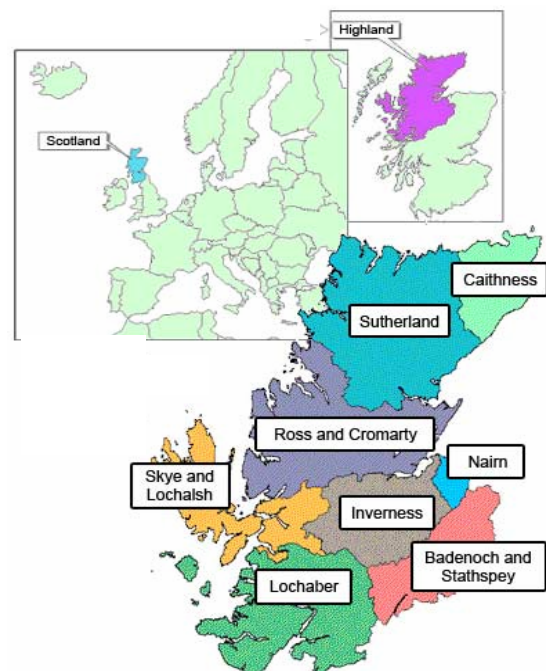 Highland
Scotland
Caithness
Sutherland
Ross and Cromarty
Nairn
Skye and
Lochalsh
Inverness
Badenoch and
Stathspey
Lochaber